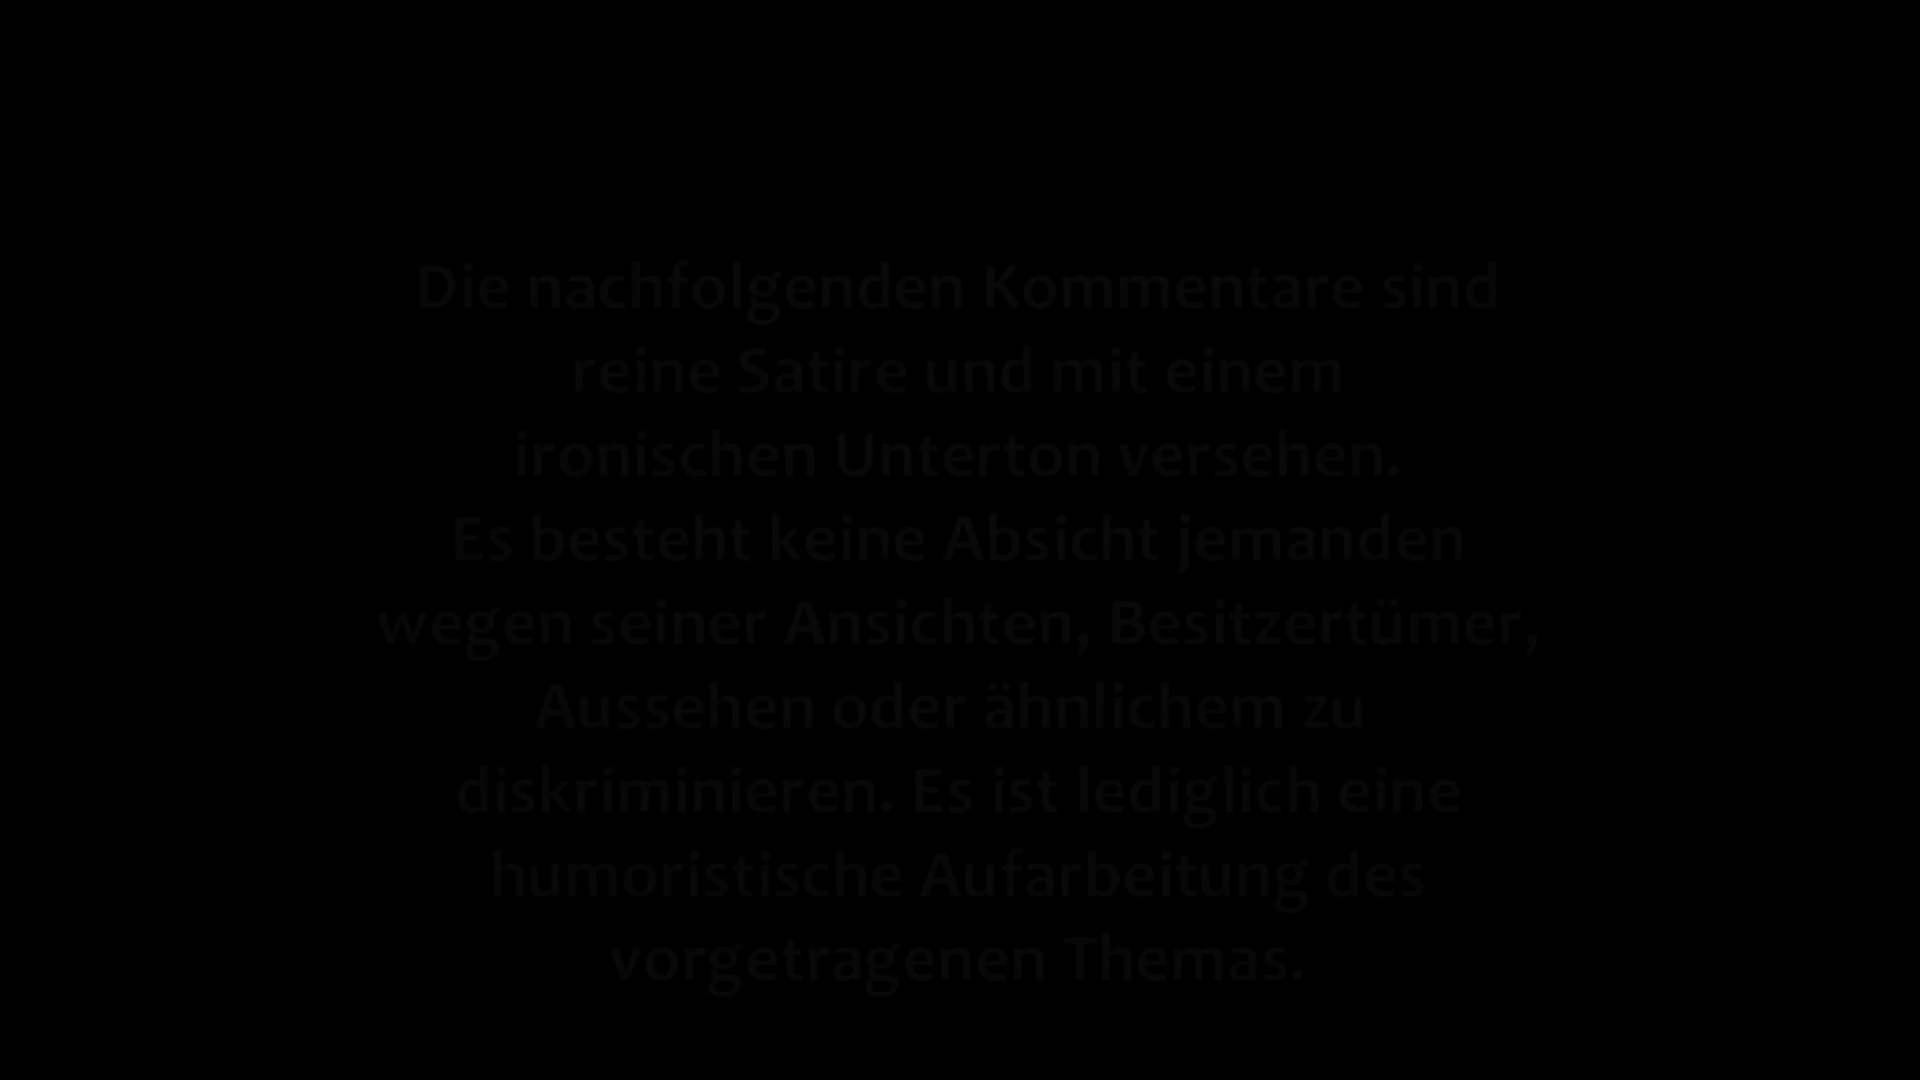 Die nachfolgenden Kommentare sind
reine Satire und mit einem
ironischen Unterton versehen.
Es besteht keine Absicht jemanden
wegen seiner Ansichten, Besitzertümer,
Aussehen oder ähnlichem zu
diskriminieren. Es ist lediglich eine
humoristische Aufarbeitung des
vorgetragenen Themas.